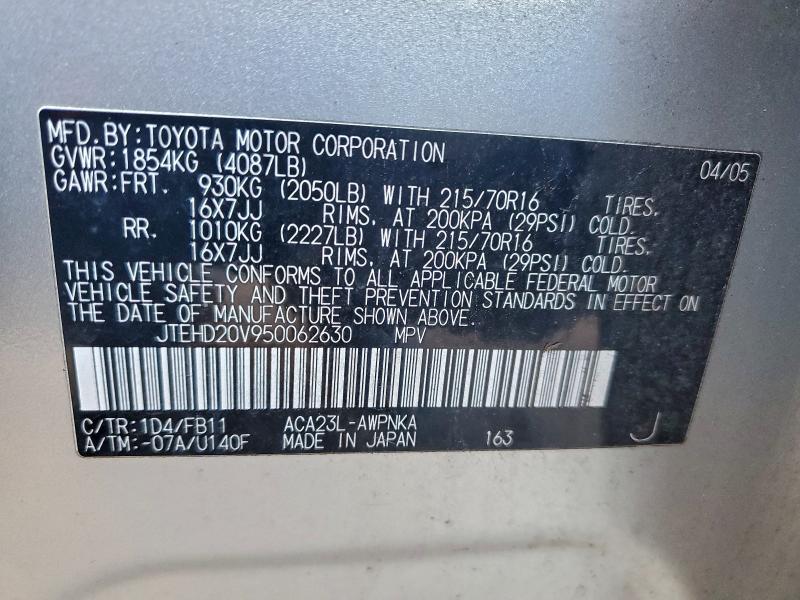 MFD. BY: TOYOTA MOTOR CORPORATION 04/05
GVWR: 1854KG (4087LB)
GAWR: FRT. 930KG (2050LB) WITH 215/70R16 TIRES,
16X7JJ RIMS, AT 200KPA (29PSI) COLD.
RR. 1010KG (2227LB) WITH 215/70R16 TIRES,
16X7JJ RIMS, AT 200KPA (29PSI) COLD.
THIS VEHICLE CONFORMS TO ALL APPLICABLE FEDERAL MOTOR
VEHICLE SAFETY AND THEFT PREVENTION STANDARDS IN EFFECT ON
THE DATE OF MANUFACTURE SHOWN ABOVE.
JTEHD20V950062630 MPV
C/TR: 1D4/FB11 ACA23L-AWPNKA
A/TM: -07A/U140F MADE IN JAPAN 163 J